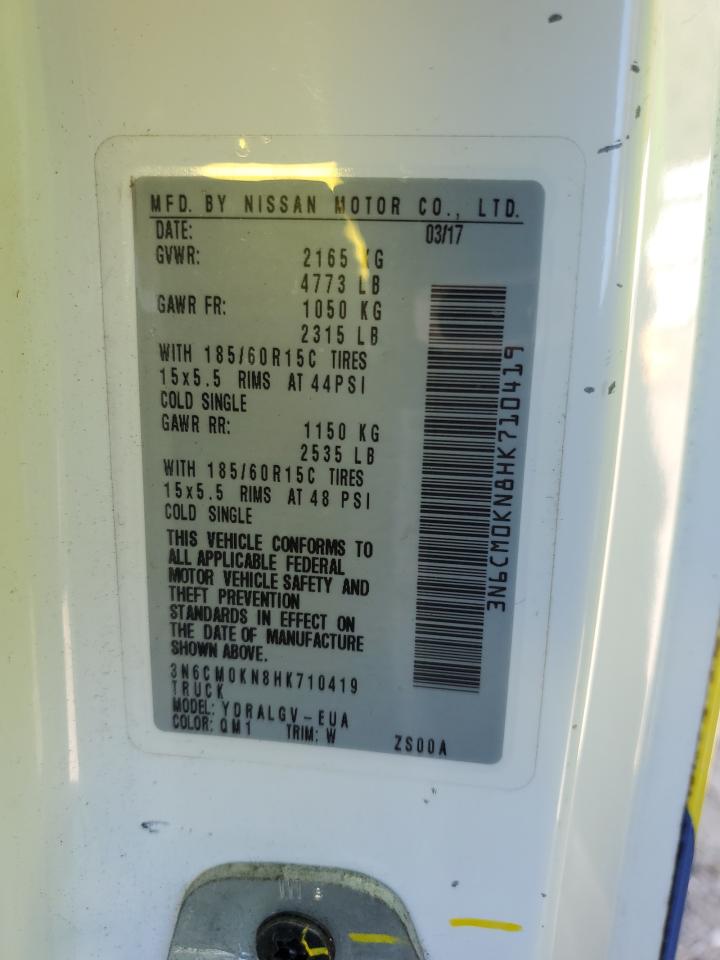 MFD. BY NISSAN MOTOR CO., LTD.
DATE: 03/17
GVWR: 2165 KG
4773 LB
GAWR FR: 1050 KG
2315 LB
WITH 185/60R15C TIRES
15x5.5 RIMS AT 44PSI
COLD SINGLE
GAWR RR: 1150 KG
2535 LB
WITH 185/60R15C TIRES
15x5.5 RIMS AT 48 PSI
COLD SINGLE
THIS VEHICLE CONFORMS TO
ALL APPLICABLE FEDERAL
MOTOR VEHICLE SAFETY AND
THEFT PREVENTION
STANDARDS IN EFFECT ON
THE DATE OF MANUFACTURE
SHOWN ABOVE.
3N6CM0KN8HK710419
TRUCK
MODEL: YDRALGV-EUA
COLOR: QM1 TRIM: W ZS00A
3N6CM0KN8HK710419